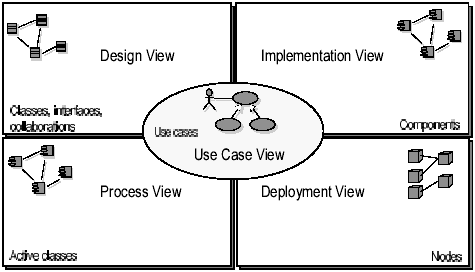 Design View
Implementation View
Classes, interfaces,
collaborations
Components
Use cases
Use Case View
Process View
Deployment View
Active classes
Nodes